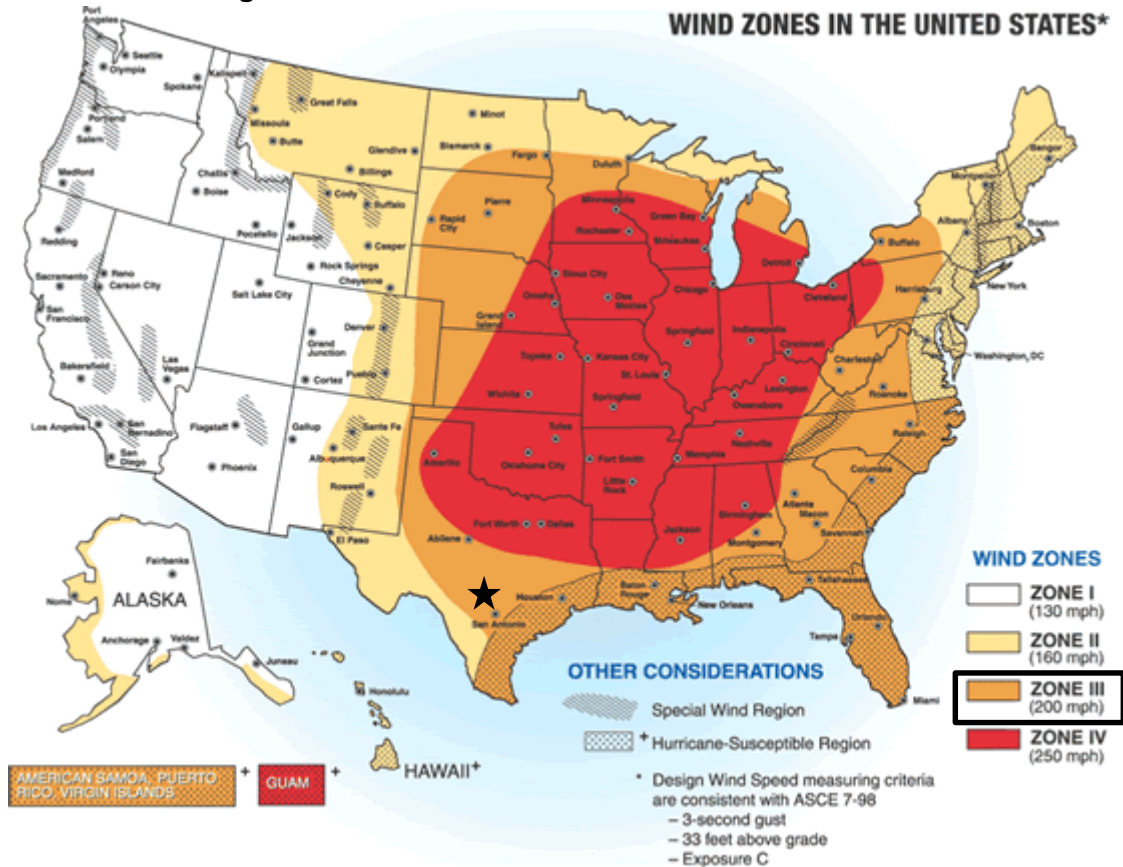 WIND ZONES IN THE UNITED STATES*
Port
Angeles
Seattle
Olympia
Spokane
Kalispell
Great Falls
Missoula
Butte
Portland
Salem
Medford
Challis
Boise
Pocatello
Glendive
Billings
Cody
Buffalo
Jackson
Casper
Rock Springs
Cheyenne
Minot
Bismarck
Fargo
Pierre
Rapid
City
Duluth
Minneapolis
Rochester
Green Bay
Milwaukee
Sioux City
Omaha
Grand
Island
Des
Moines
Chicago
Detroit
Cleveland
Buffalo
Albany
Montpelier
Bangor
Boston
New York
Harrisburg
Washington, DC
Redding
Sacramento
Reno
Carson City
San
Francisco
Bakersfield
Las
Vegas
Los Angeles
San
Bernadino
San
Diego
Salt Lake City
Grand
Junction
Cortez
Denver
Pueblo
Flagstaff
Phoenix
Gallup
Sante Fe
Albuquerque
Roswell
El Paso
Topeka
Kansas City
Wichita
Springfield
St. Louis
Springfield
Indianapolis
Cincinnati
Charleston
Lexington
Owensboro
Roanoke
Raleigh
Nashville
Memphis
Tulsa
Oklahoma City
Fort Smith
Little
Rock
Amarillo
Fort Worth
Dallas
Abilene
Houston
San Antonio
Jackson
Birmingham
Montgomery
Atlanta
Macon
Columbia
Savannah
Baton
Rouge
New Orleans
Tallahassee
Orlando
Tampa
Miami
ALASKA
Fairbanks
Nome
Anchorage
Valdez
Juneau
Honolulu
HAWAII+
AMERICAN SAMOA, PUERTO
RICO, VIRGIN ISLANDS
+
GUAM
+
WIND ZONES
ZONE I
(130 mph)
ZONE II
(160 mph)
ZONE III
(200 mph)
ZONE IV
(250 mph)
OTHER CONSIDERATIONS
Special Wind Region
+ Hurricane-Susceptible Region
* Design Wind Speed measuring criteria
are consistent with ASCE 7-98
– 3-second gust
– 33 feet above grade
– Exposure C